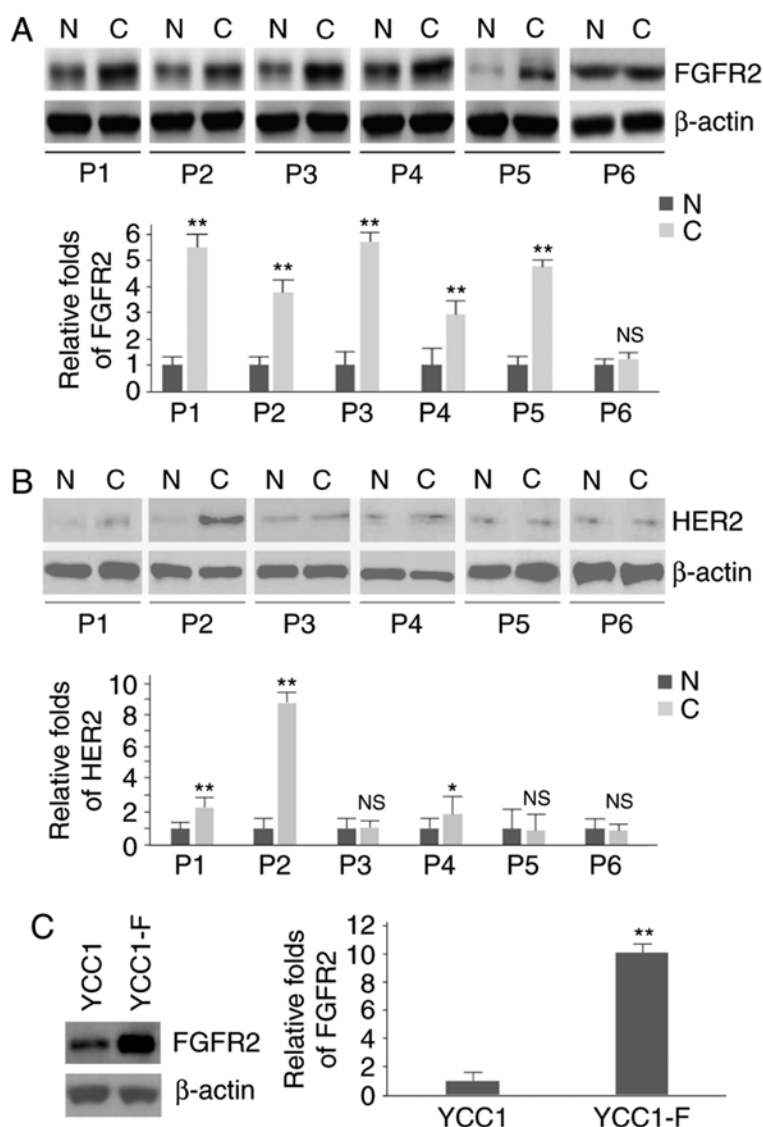 A
N C N C N C N C N C N C
FGFR2
β-actin
P1 P2 P3 P4 P5 P6
N
C
Relative folds
of FGFR2
6
5
4
3
2
1
0
** ** ** ** ** NS
P1 P2 P3 P4 P5 P6
B
N C N C N C N C N C N C
HER2
β-actin
P1 P2 P3 P4 P5 P6
N
C
Relative folds
of HER2
10
8
6
4
2
0
** ** NS * NS NS
P1 P2 P3 P4 P5 P6
C
YCC1
YCC1-F
FGFR2
β-actin
Relative folds
of FGFR2
12
10
8
6
4
2
0
**
YCC1 YCC1-F